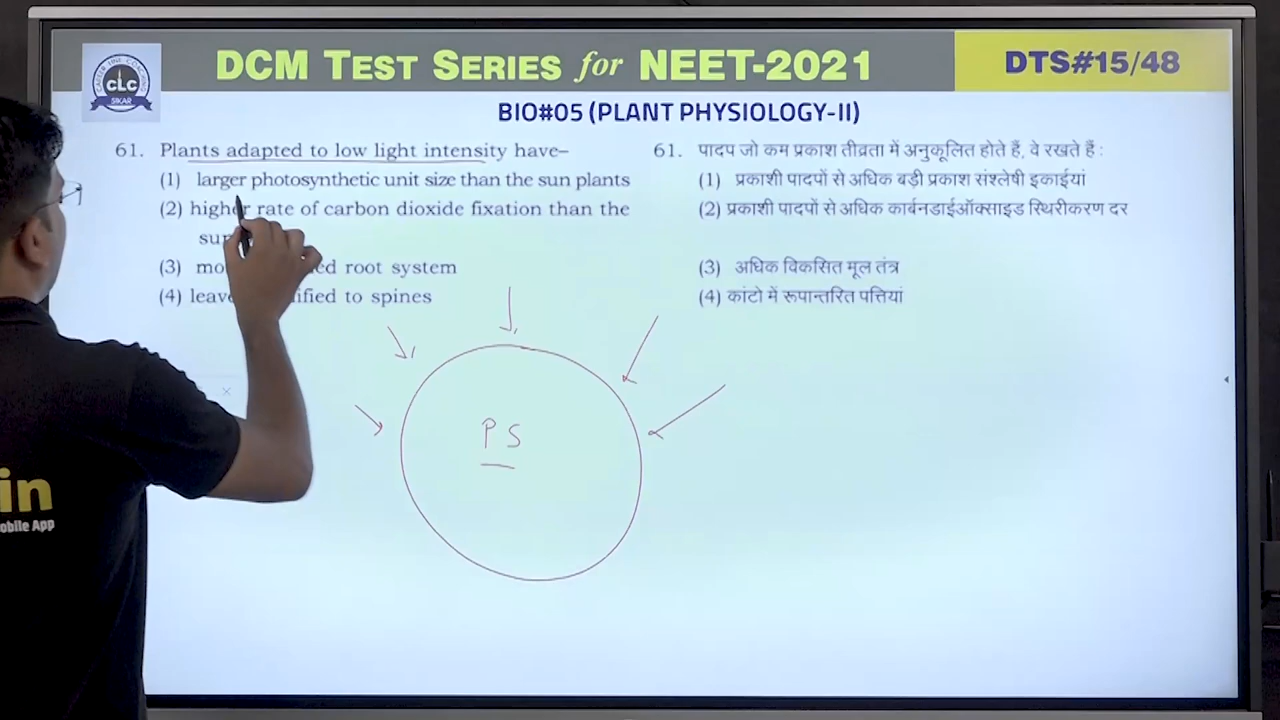 DCM TEST SERIES for NEET-2021
DTS#15/48
CAREER LINE COACHING
CLC
SIKAR
BIO#05 (PLANT PHYSIOLOGY-II)
61. Plants adapted to low light intensity have–
(1) larger photosynthetic unit size than the sun plants
(2) higher rate of carbon dioxide fixation than the
(3) root system
(4) to spines
61. पादप जो कम प्रकाश तीव्रता में अनुकूलित होते हैं, वे रखते हैं :
(1) प्रकाशी पादपों से अधिक बड़ी प्रकाश संश्लेषी इकाईयां
(2) प्रकाशी पादपों से अधिक कार्बनडाईऑक्साइड स्थिरीकरण दर
(3) अधिक विकसित मूल तंत्र
(4) कांटो में रूपान्तरित पत्तियां
PS
in
obile App